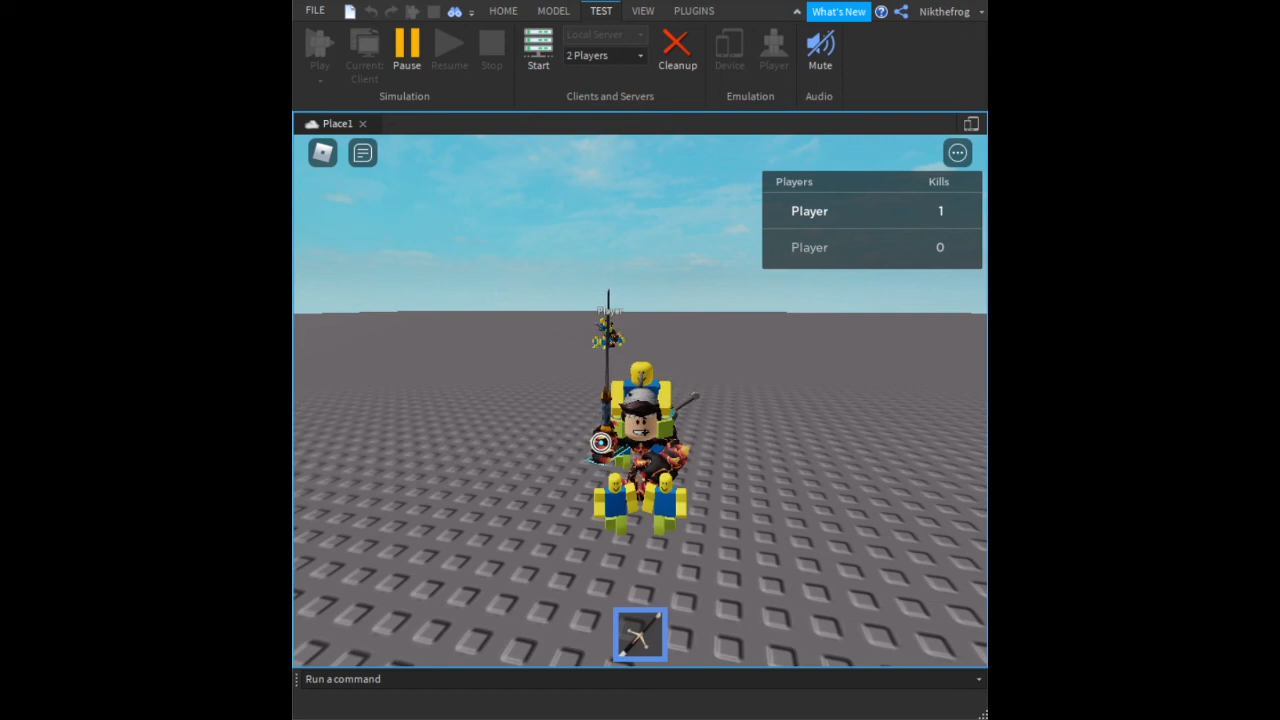 FILE HOME MODEL TEST VIEW PLUGINS What's New Nikthefrog
Play Current: Client Pause Resume Stop Start Local Server 2 Players Cleanup Device Player Mute
Simulation Clients and Servers Emulation Audio
Place1
Players Kills
Player 1
Player 0
Player
Run a command